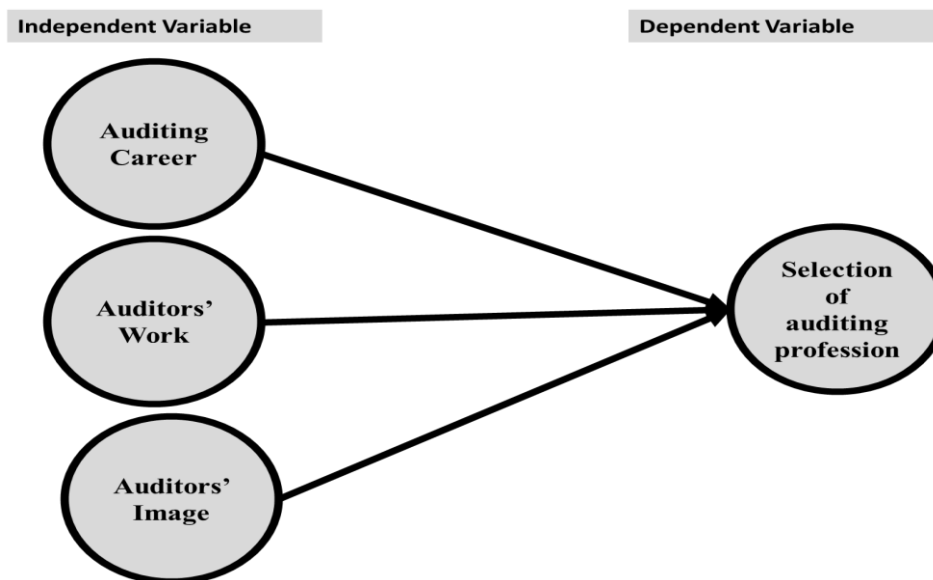 Independent Variable
Dependent Variable
Auditing
Career
Auditors’
Work
Auditors’
Image
Selection
of
auditing
profession